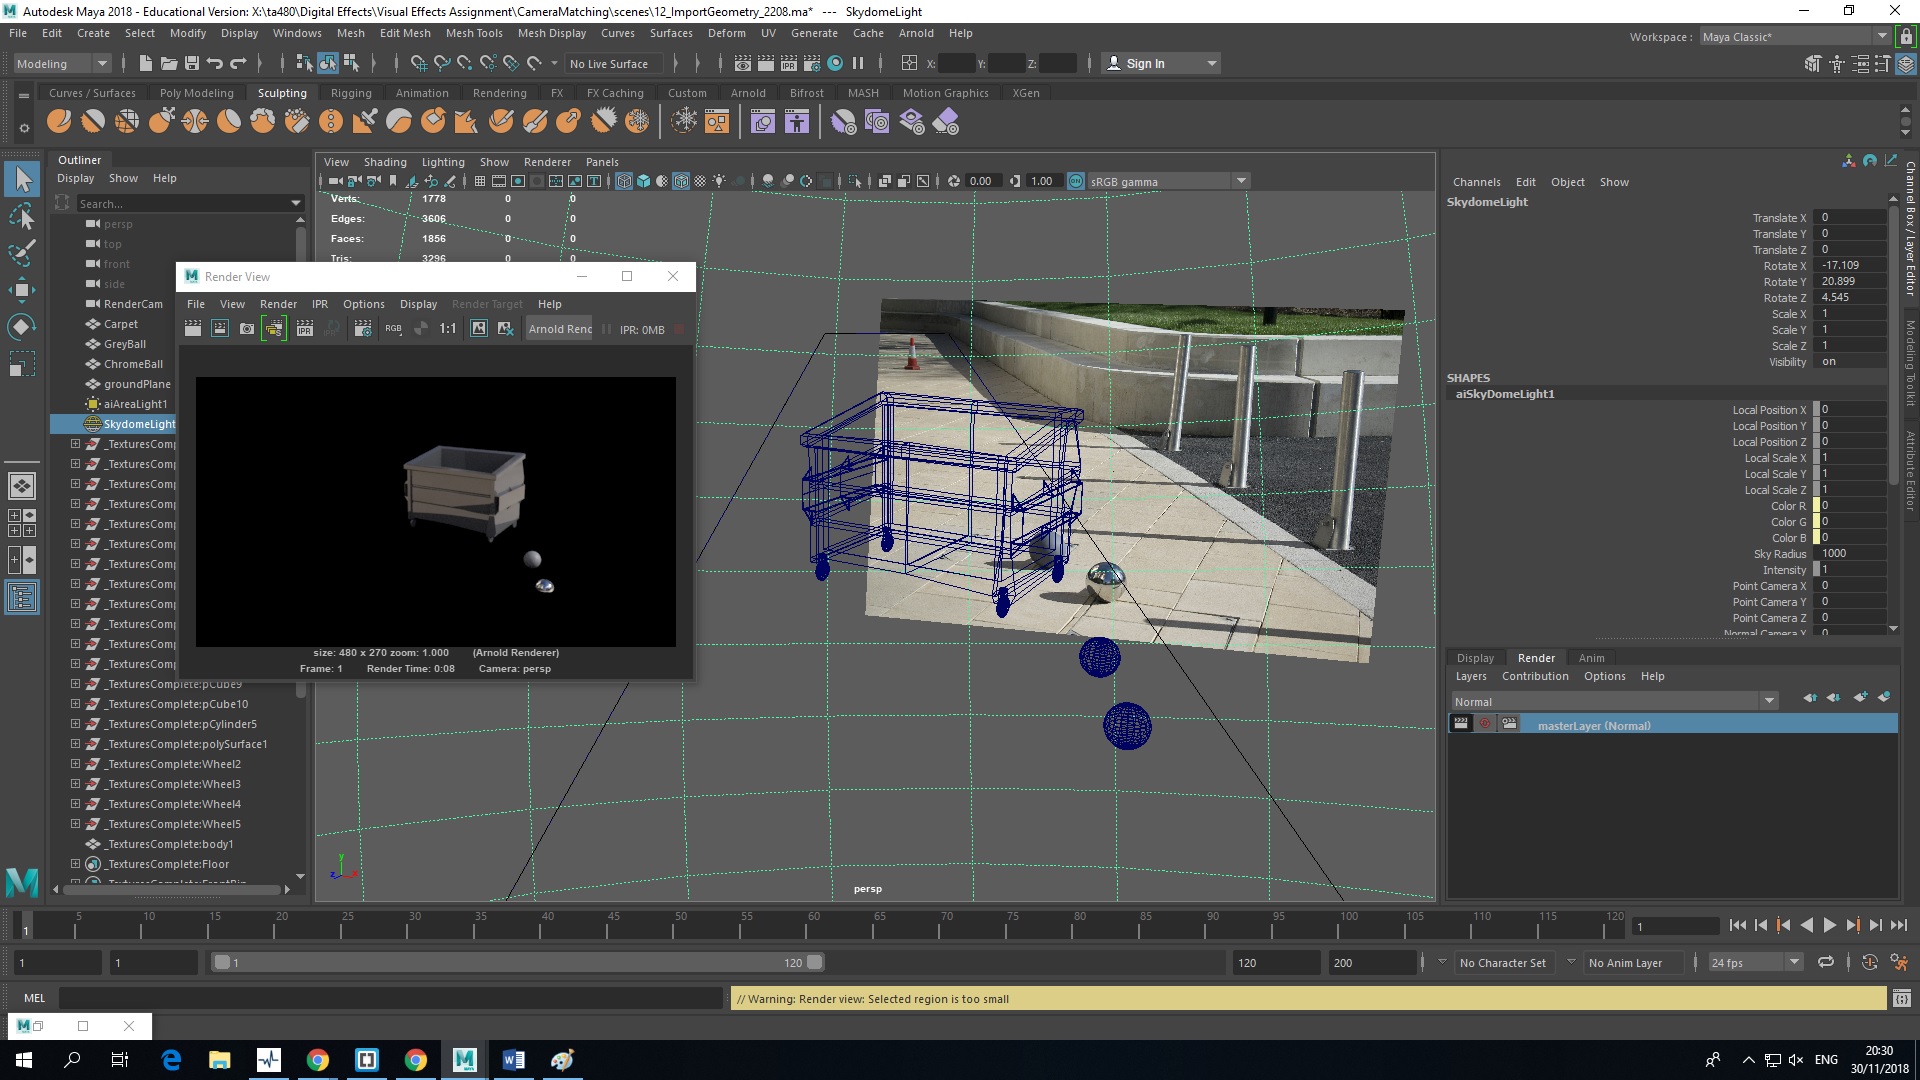 Autodesk Maya 2018 - Educational Version: X:\ta480\Digital Effects\Visual Effects Assignment\CameraMatching\scenes\12_ImportGeometry_2208.ma* --- SkydomeLight
File Edit Create Select Modify Display Windows Mesh Edit Mesh Mesh Tools Mesh Display Curves Surfaces Deform UV Generate Cache Arnold Help
Workspace : Maya Classic*
Modeling No Live Surface X: Y: Z: Sign In
Curves / Surfaces Poly Modeling Sculpting Rigging Animation Rendering FX FX Caching Custom Arnold Bifrost MASH Motion Graphics XGen
Outliner
Display Show Help
Search...
persp
top
front
side
RenderCam
Carpet
GreyBall
ChromeBall
groundPlane
aiAreaLight1
SkydomeLight
_TexturesComp
_TexturesComp
_TexturesComp
_TexturesComp
_TexturesComp
_TexturesComp
_TexturesComp
_TexturesComp
_TexturesComp
_TexturesComp
_TexturesComp
_TexturesComp
_TexturesComplete:pCube9
_TexturesComplete:pCube10
_TexturesComplete:pCylinder5
_TexturesComplete:polySurface1
_TexturesComplete:Wheel2
_TexturesComplete:Wheel3
_TexturesComplete:Wheel4
_TexturesComplete:Wheel5
_TexturesComplete:body1
_TexturesComplete:Floor
View Shading Lighting Show Renderer Panels
0.00 1.00 ON sRGB gamma
Verts: 1778 0 0
Edges: 3606 0 0
Faces: 1856 0 0
Tris: 3296 0 0
Render View
File View Render IPR Options Display Render Target Help
IPR RGB 1:1 Arnold Renc IPR: 0MB
size: 480 x 270 zoom: 1.000 (Arnold Renderer)
Frame: 1 Render Time: 0:08 Camera: persp
y
z x
persp
Channels Edit Object Show
SkydomeLight
Translate X 0
Translate Y 0
Translate Z 0
Rotate X -17.109
Rotate Y 20.899
Rotate Z 4.545
Scale X 1
Scale Y 1
Scale Z 1
Visibility on
SHAPES
aiSkyDomeLight1
Local Position X 0
Local Position Y 0
Local Position Z 0
Local Scale X 1
Local Scale Y 1
Local Scale Z 1
Color R 0
Color G 0
Color B 0
Sky Radius 1000
Intensity 1
Point Camera X 0
Point Camera Y 0
Point Camera Z 0
Normal Camera X 0
Channel Box / Layer Editor
Modeling Toolkit
Attribute Editor
Display Render Anim
Layers Contribution Options Help
Normal
masterLayer (Normal)
5 10 15 20 25 30 35 40 45 50 55 60 65 70 75 80 85 90 95 100 105 110 115 120
1 1
1 1 1 120 120 200 No Character Set No Anim Layer 24 fps
MEL // Warning: Render view: Selected region is too small
ENG
20:30
30/11/2018